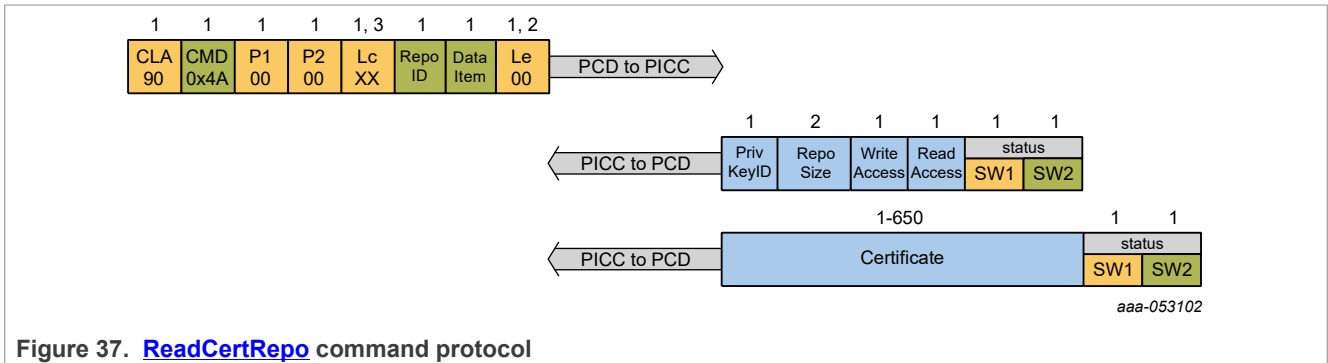 1 1 1 1 1, 3 1 1 1, 2
CLA 90 CMD 0x4A P1 00 P2 00 Lc XX Repo ID Data Item Le 00 PCD to PICC
1 2 1 1 1 1
PICC to PCD Priv KeyID Repo Size Write Access Read Access status SW1 SW2
1-650 1 1
PICC to PCD Certificate status SW1 SW2
aaa-053102
Figure 37. ReadCertRepo command protocol